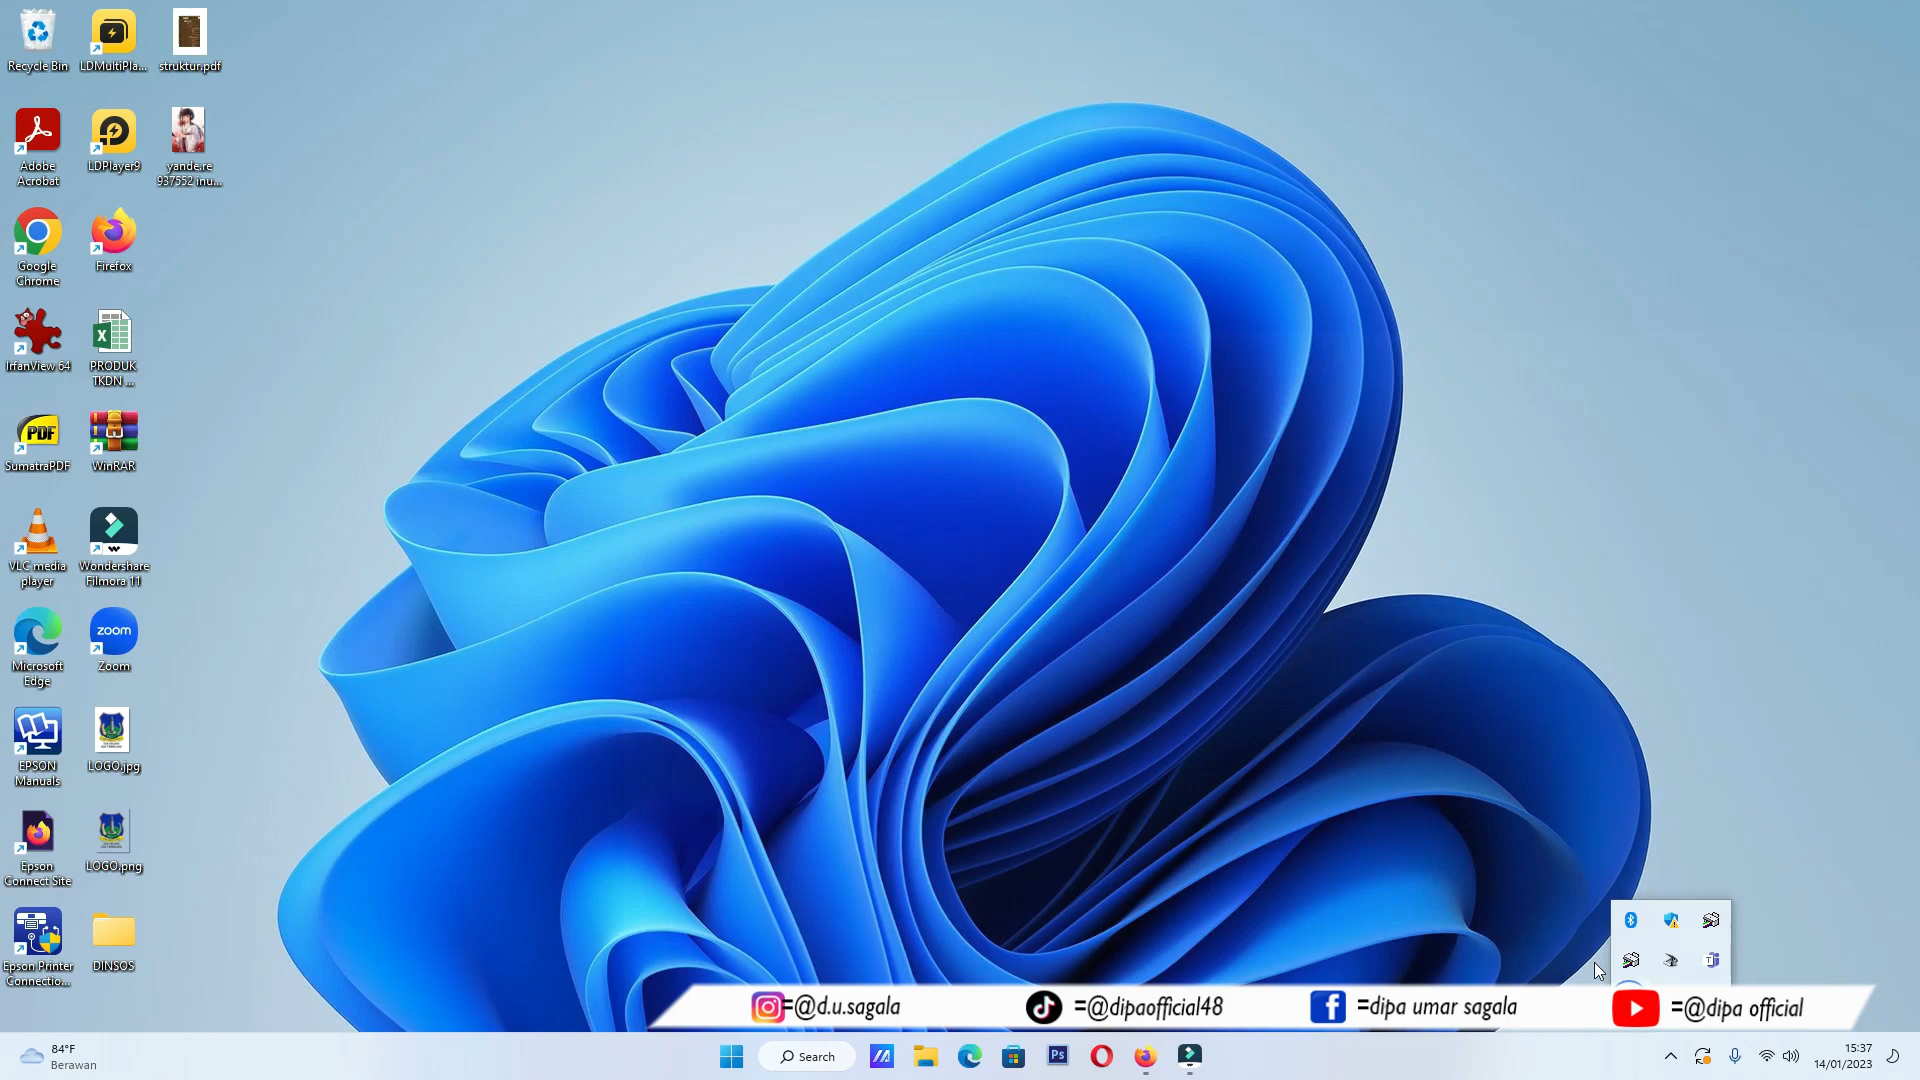 Recycle Bin
LDMultiPla...
struktur.pdf
Adobe
Acrobat
LDPlayer9
yande.re
937552 inu...
Google
Chrome
Firefox
IrfanView 64
PRODUK
TKDN ...
SumatraPDF
WinRAR
VLC media
player
Wondershare
Filmora 11
Microsoft
Edge
zoom
Zoom
EPSON
Manuals
LOGO.jpg
Epson
Connect Site
LOGO.png
Epson Printer
Connectio...
DINSOS
PDF
=@d.u.sagala
=@dipaofficial48
=dipa umar sagala
=@dipa official
84°F
Berawan
Search
Ps
15:37
14/01/2023